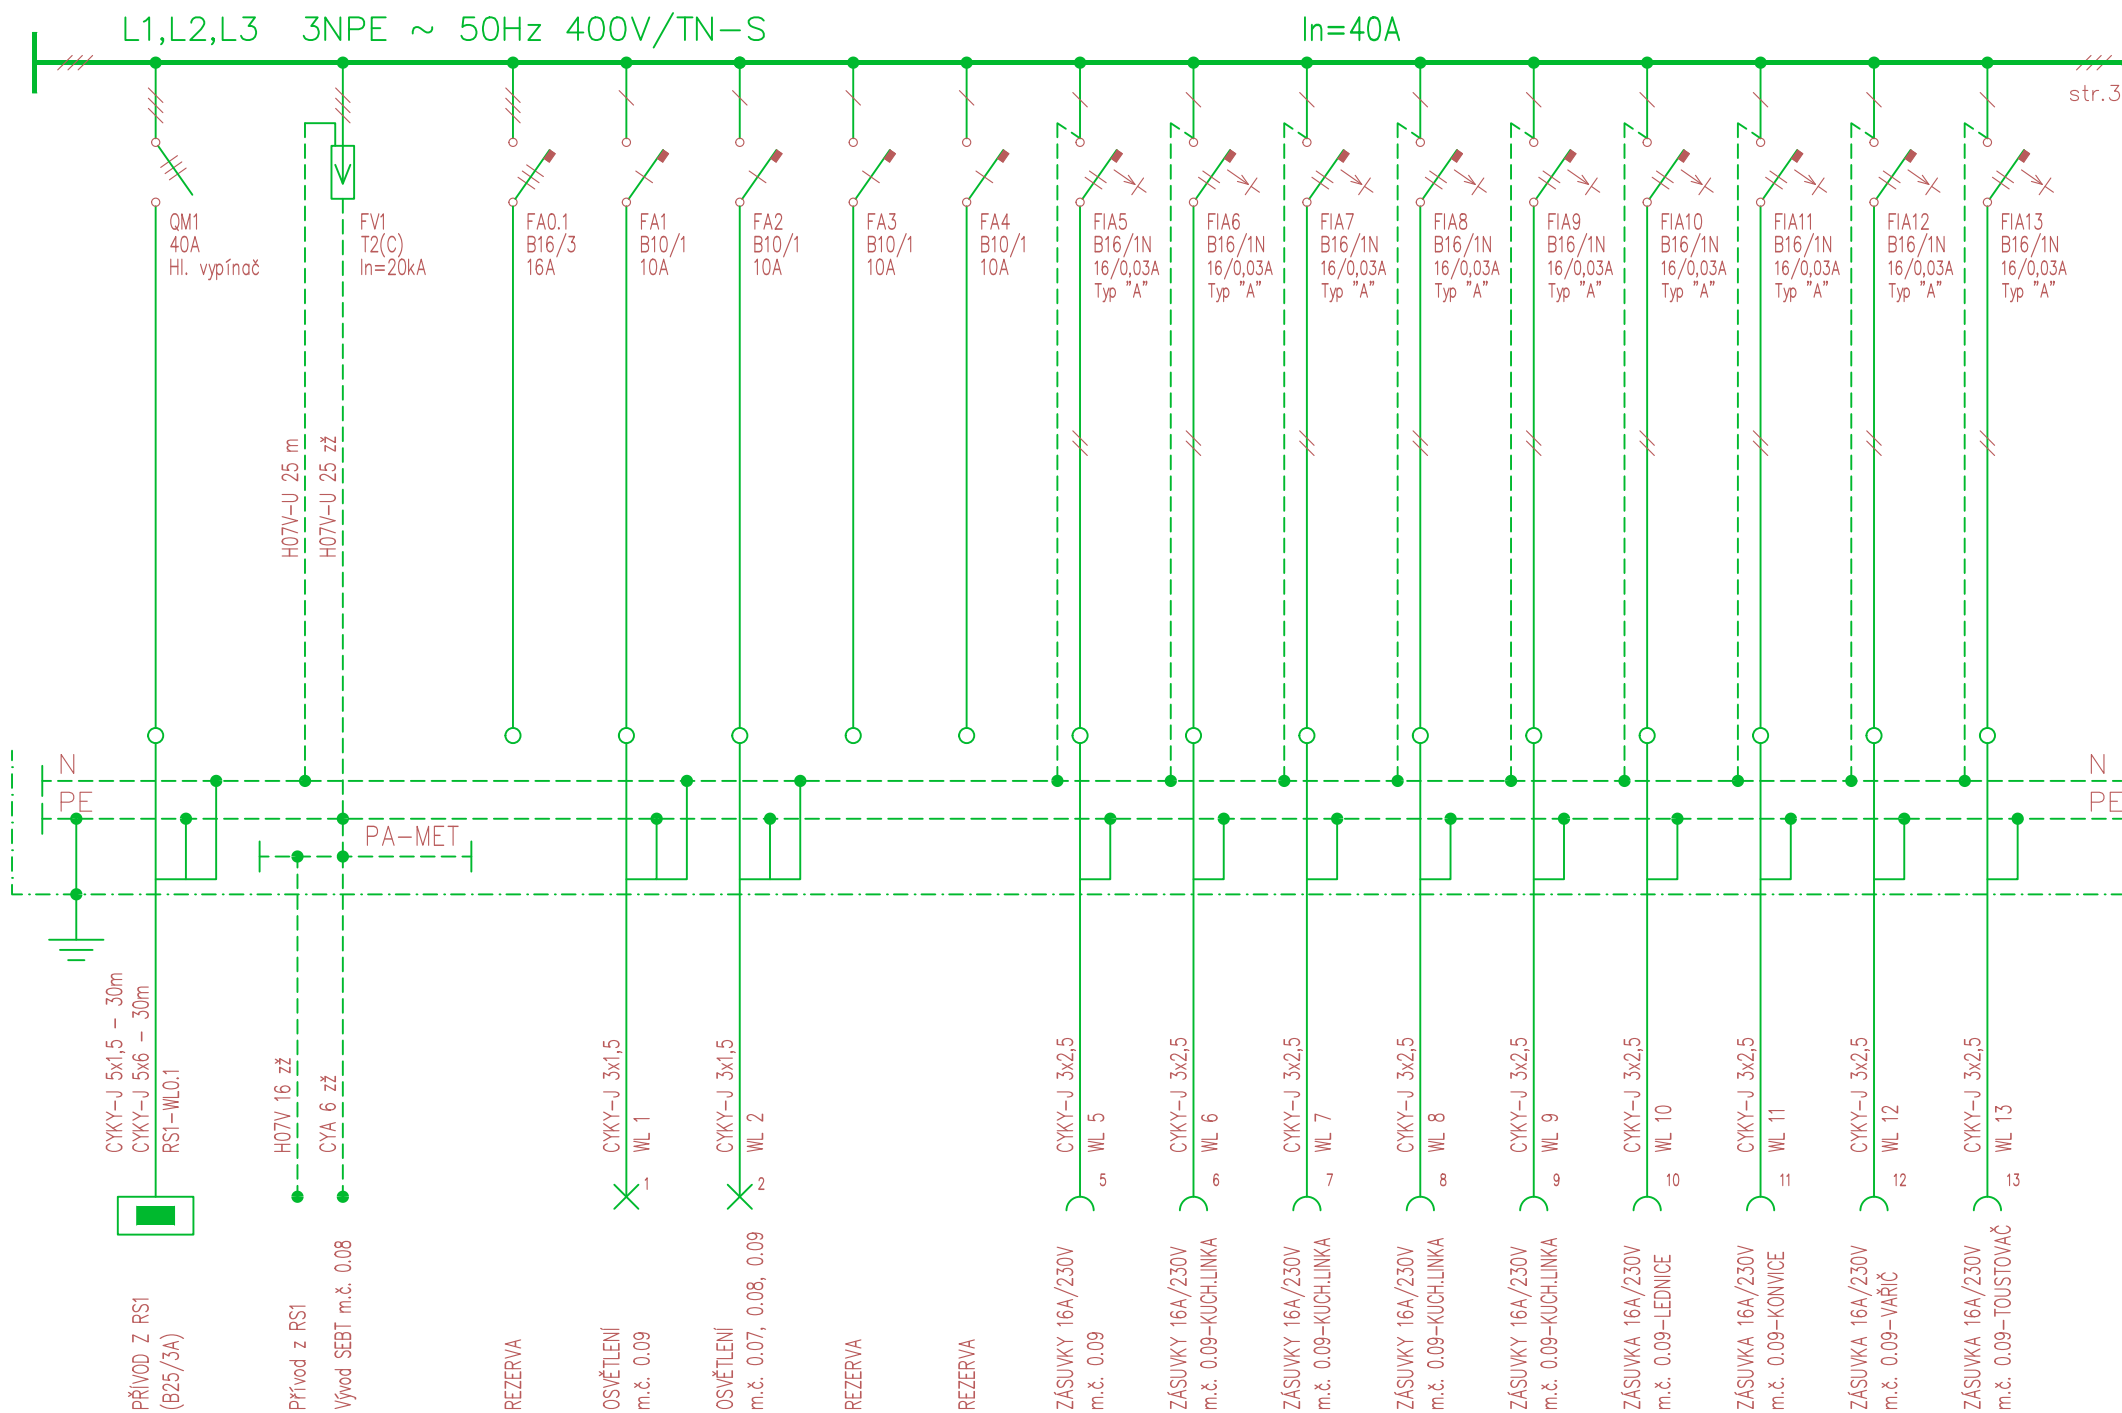 L1,L2,L3 3NPE ~ 50Hz 400V/TN-S
In=40A
str.3
QM1
40A
Hl. vypínač
FV1
T2(C)
In=20kA
FA0.1
B16/3
16A
FA1
B10/1
10A
FA2
B10/1
10A
FA3
B10/1
10A
FA4
B10/1
10A
FIA5
B16/1N
16/0,03A
Typ "A"
FIA6
B16/1N
16/0,03A
Typ "A"
FIA7
B16/1N
16/0,03A
Typ "A"
FIA8
B16/1N
16/0,03A
Typ "A"
FIA9
B16/1N
16/0,03A
Typ "A"
FIA10
B16/1N
16/0,03A
Typ "A"
FIA11
B16/1N
16/0,03A
Typ "A"
FIA12
B16/1N
16/0,03A
Typ "A"
FIA13
B16/1N
16/0,03A
Typ "A"
H07V-U 25 m
H07V-U 25 zž
N
PE
PA-MET
N
PE
CYKY-J 5x1,5 - 30m
CYKY-J 5x6 - 30m
RS1-WL0.1
H07V 16 zž
CYA 6 zž
CYKY-J 3x1,5
WL 1
CYKY-J 3x1,5
WL 2
CYKY-J 3x2,5
WL 5
CYKY-J 3x2,5
WL 6
CYKY-J 3x2,5
WL 7
CYKY-J 3x2,5
WL 8
CYKY-J 3x2,5
WL 9
CYKY-J 3x2,5
WL 10
CYKY-J 3x2,5
WL 11
CYKY-J 3x2,5
WL 12
CYKY-J 3x2,5
WL 13
1
2
5
6
7
8
9
10
11
12
13
PŘÍVOD Z RS1
(B25/3A)
Přívod z RS1
Vývod SEBT m.č. 0.08
REZERVA
OSVĚTLENÍ
m.č. 0.09
OSVĚTLENÍ
m.č. 0.07, 0.08, 0.09
REZERVA
REZERVA
ZÁSUVKY 16A/230V
m.č. 0.09
ZÁSUVKY 16A/230V
m.č. 0.09-KUCH.LINKA
ZÁSUVKY 16A/230V
m.č. 0.09-KUCH.LINKA
ZÁSUVKY 16A/230V
m.č. 0.09-KUCH.LINKA
ZÁSUVKY 16A/230V
m.č. 0.09-KUCH.LINKA
ZÁSUVKA 16A/230V
m.č. 0.09-LEDNICE
ZÁSUVKA 16A/230V
m.č. 0.09-KONVICE
ZÁSUVKA 16A/230V
m.č. 0.09-VAŘIČ
ZÁSUVKA 16A/230V
m.č. 0.09-TOUSTOVAČ